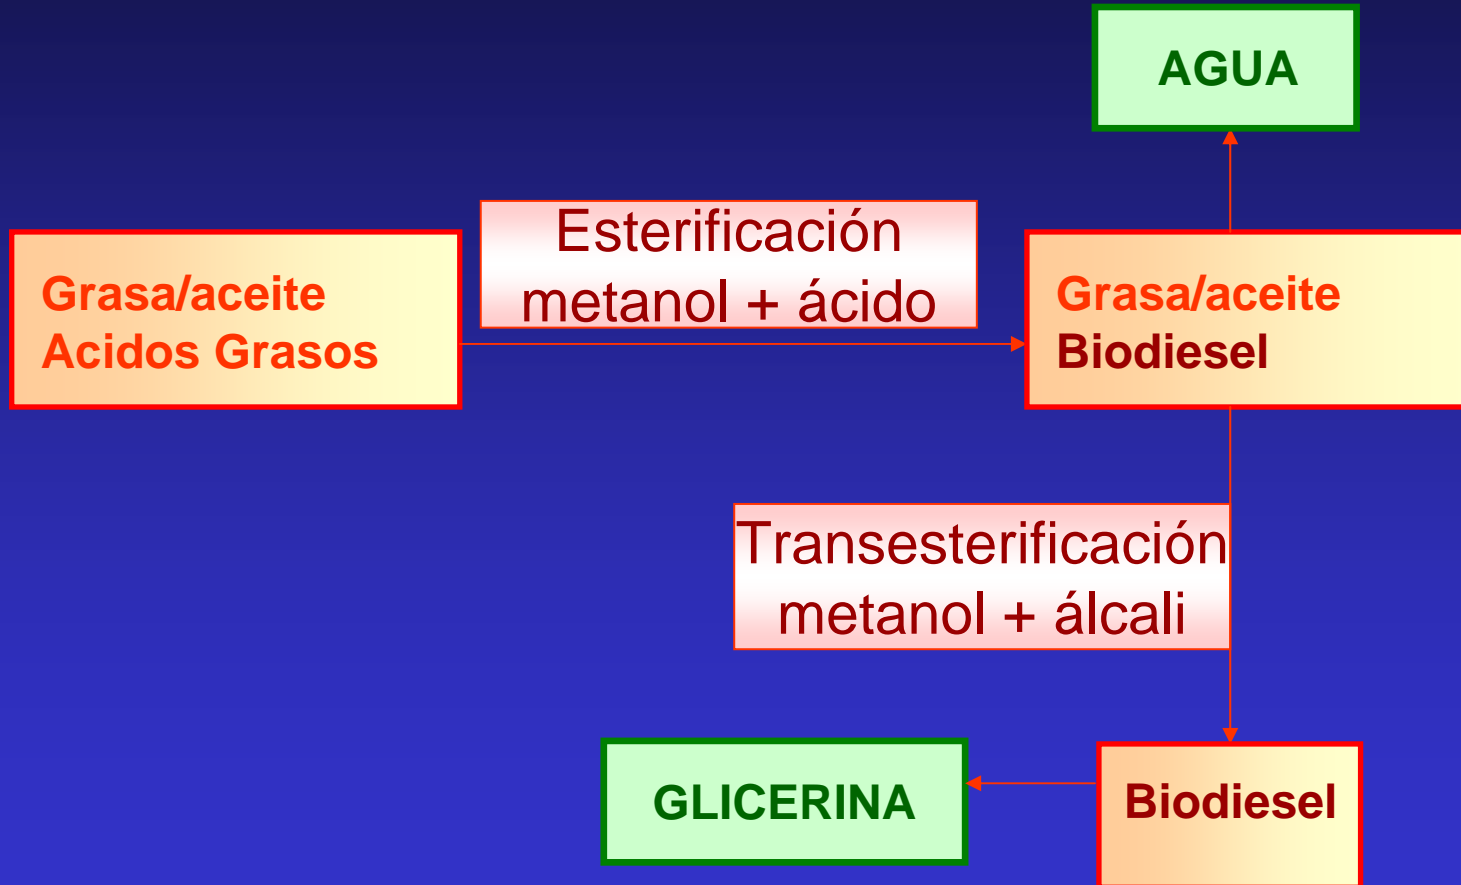 AGUA
Esterificación
metanol + ácido
Grasa/aceite
Acidos Grasos
Grasa/aceite
Biodiesel
Transesterificación
metanol + álcali
GLICERINA
Biodiesel